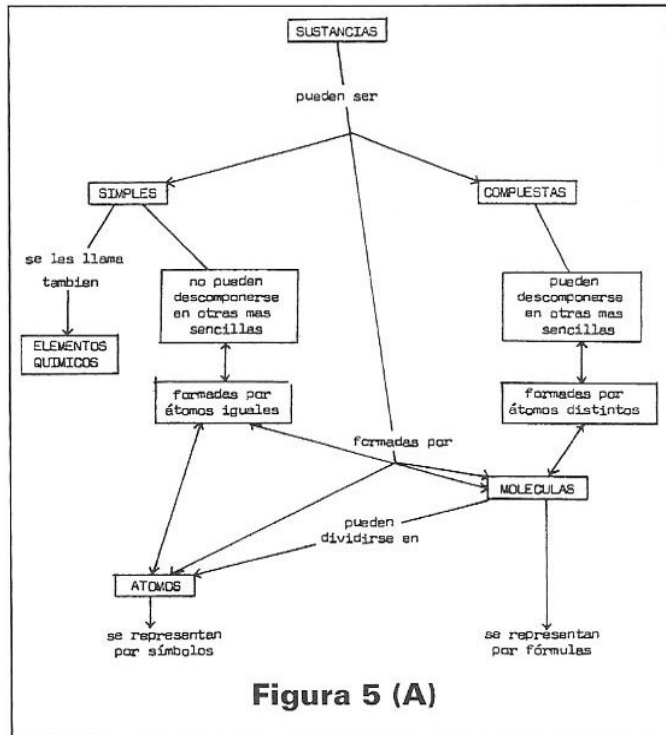 SUSTANCIAS
pueden ser
SIMPLES
COMPUESTAS
se les llama
tambien
no pueden
descomponerse
en otras mas
sencillas
pueden
descomponerse
en otras mas
sencillas
ELEMENTOS
QUIMICOS
formadas por
átomos iguales
formadas por
átomos distintos
formadas por
MOLECULAS
pueden
dividirse en
ATOMOS
se representan
por símbolos
se representan
por fórmulas
Figura 5 (A)